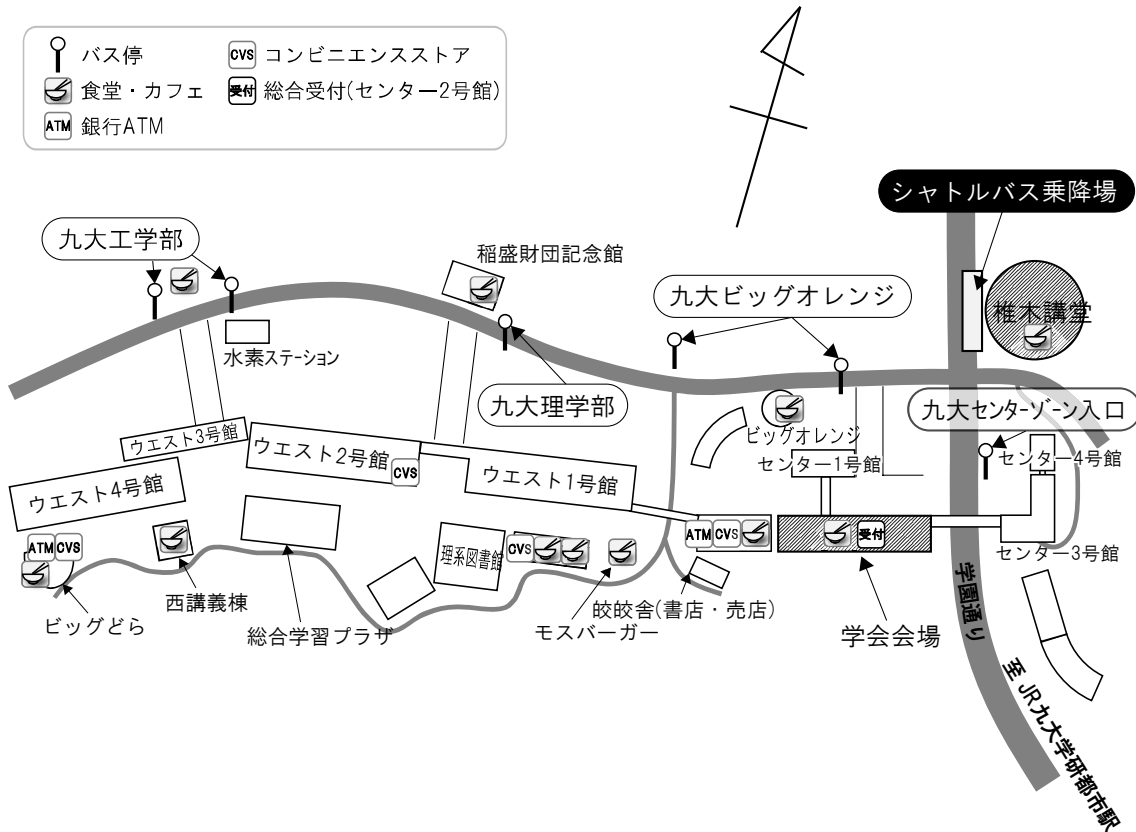 バス停
CVS コンビニエンスストア
食堂・カフェ
受付 総合受付(センター2号館)
ATM 銀行ATM
シャトルバス乗降場
九大工学部
稲盛財団記念館
九大ビッグオレンジ
椎木講堂
水素ステーション
九大理学部
九大センターゾーン入口
ウエスト3号館
ウエスト2号館
CVS
ビッグオレンジ
センター1号館
センター4号館
ウエスト4号館
ウエスト1号館
ATM CVS
理系図書館
CVS
ATM CVS
受付
センター3号館
ビッグどら
西講義棟
総合学習プラザ
モスバーガー
皎皎舎(書店・売店)
学会会場
学園通り
至 JR九大学研都市駅